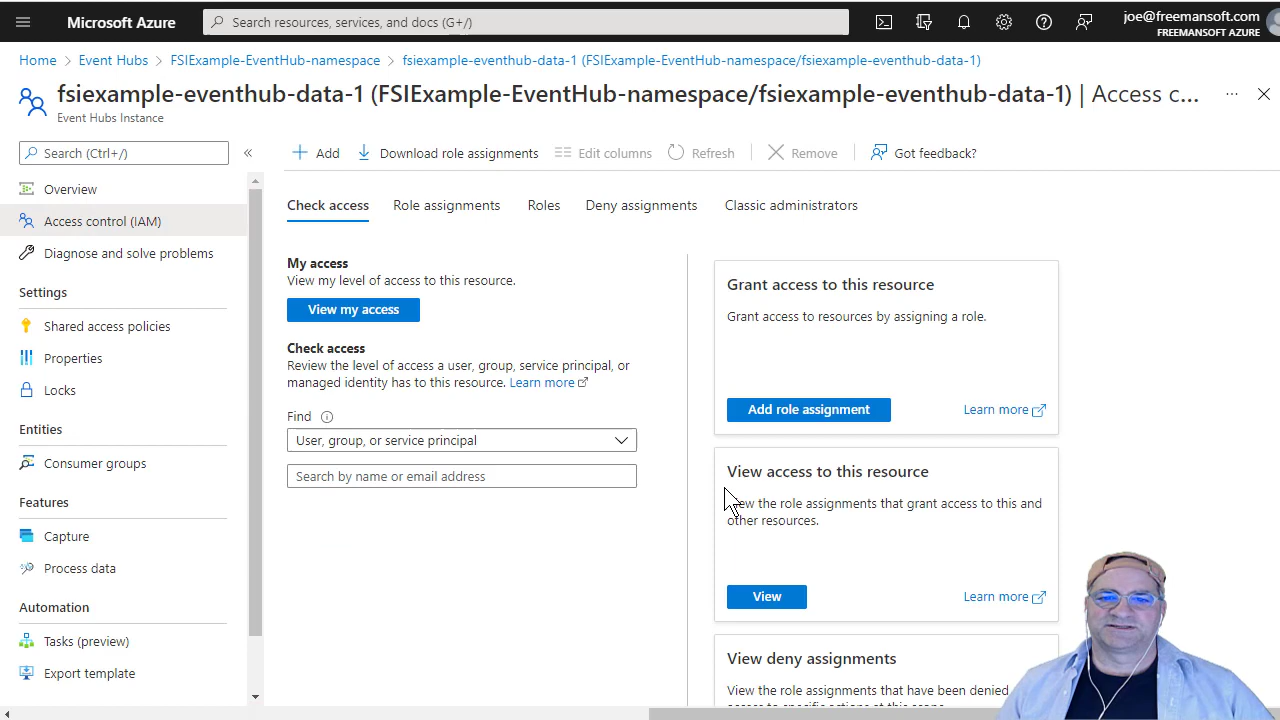 Microsoft Azure
Search resources, services, and docs (G+/)
joe@freemansoft.com
FREEMANSOFT AZURE
Home > Event Hubs > FSIExample-EventHub-namespace > fsiexample-eventhub-data-1 (FSIExample-EventHub-namespace/fsiexample-eventhub-data-1)
fsiexample-eventhub-data-1 (FSIExample-EventHub-namespace/fsiexample-eventhub-data-1) | Access c...
Event Hubs Instance
Search (Ctrl+/)
Overview
Access control (IAM)
Diagnose and solve problems
Settings
Shared access policies
Properties
Locks
Entities
Consumer groups
Features
Capture
Process data
Automation
Tasks (preview)
Export template
Add Download role assignments Edit columns Refresh Remove Got feedback?
Check access Role assignments Roles Deny assignments Classic administrators
My access
View my level of access to this resource.
View my access
Check access
Review the level of access a user, group, service principal, or
managed identity has to this resource. Learn more
Find
User, group, or service principal
Search by name or email address
Grant access to this resource
Grant access to resources by assigning a role.
Add role assignment Learn more
View access to this resource
View the role assignments that grant access to this and
other resources.
View Learn more
View deny assignments
View the role assignments that have been denied
access to specific actions at this scope.